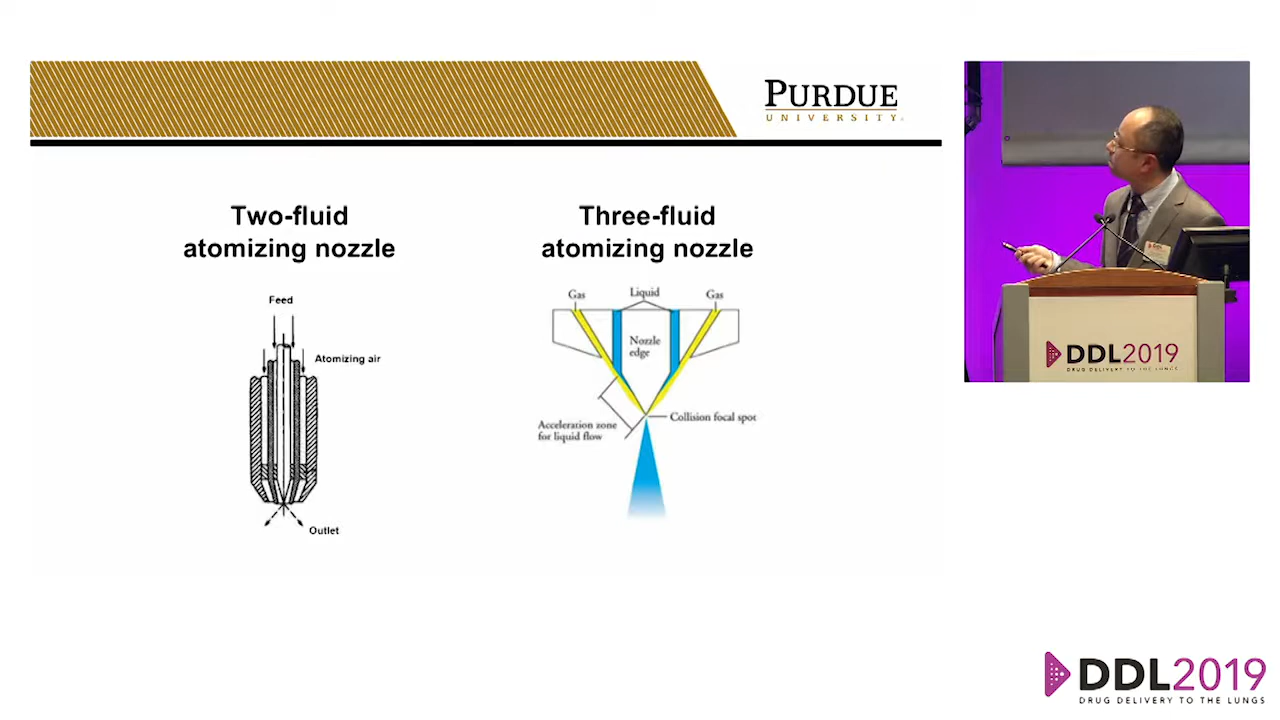 PURDUE
UNIVERSITY
Two-fluid
atomizing nozzle
Three-fluid
atomizing nozzle
Feed
Atomizing air
Outlet
Gas
Liquid
Gas
Nozzle
edge
Collision focal spot
Acceleration zone
for liquid flow
DDL2019
DRUG DELIVERY TO THE LUNGS
DDL2019
DRUG DELIVERY TO THE LUNGS